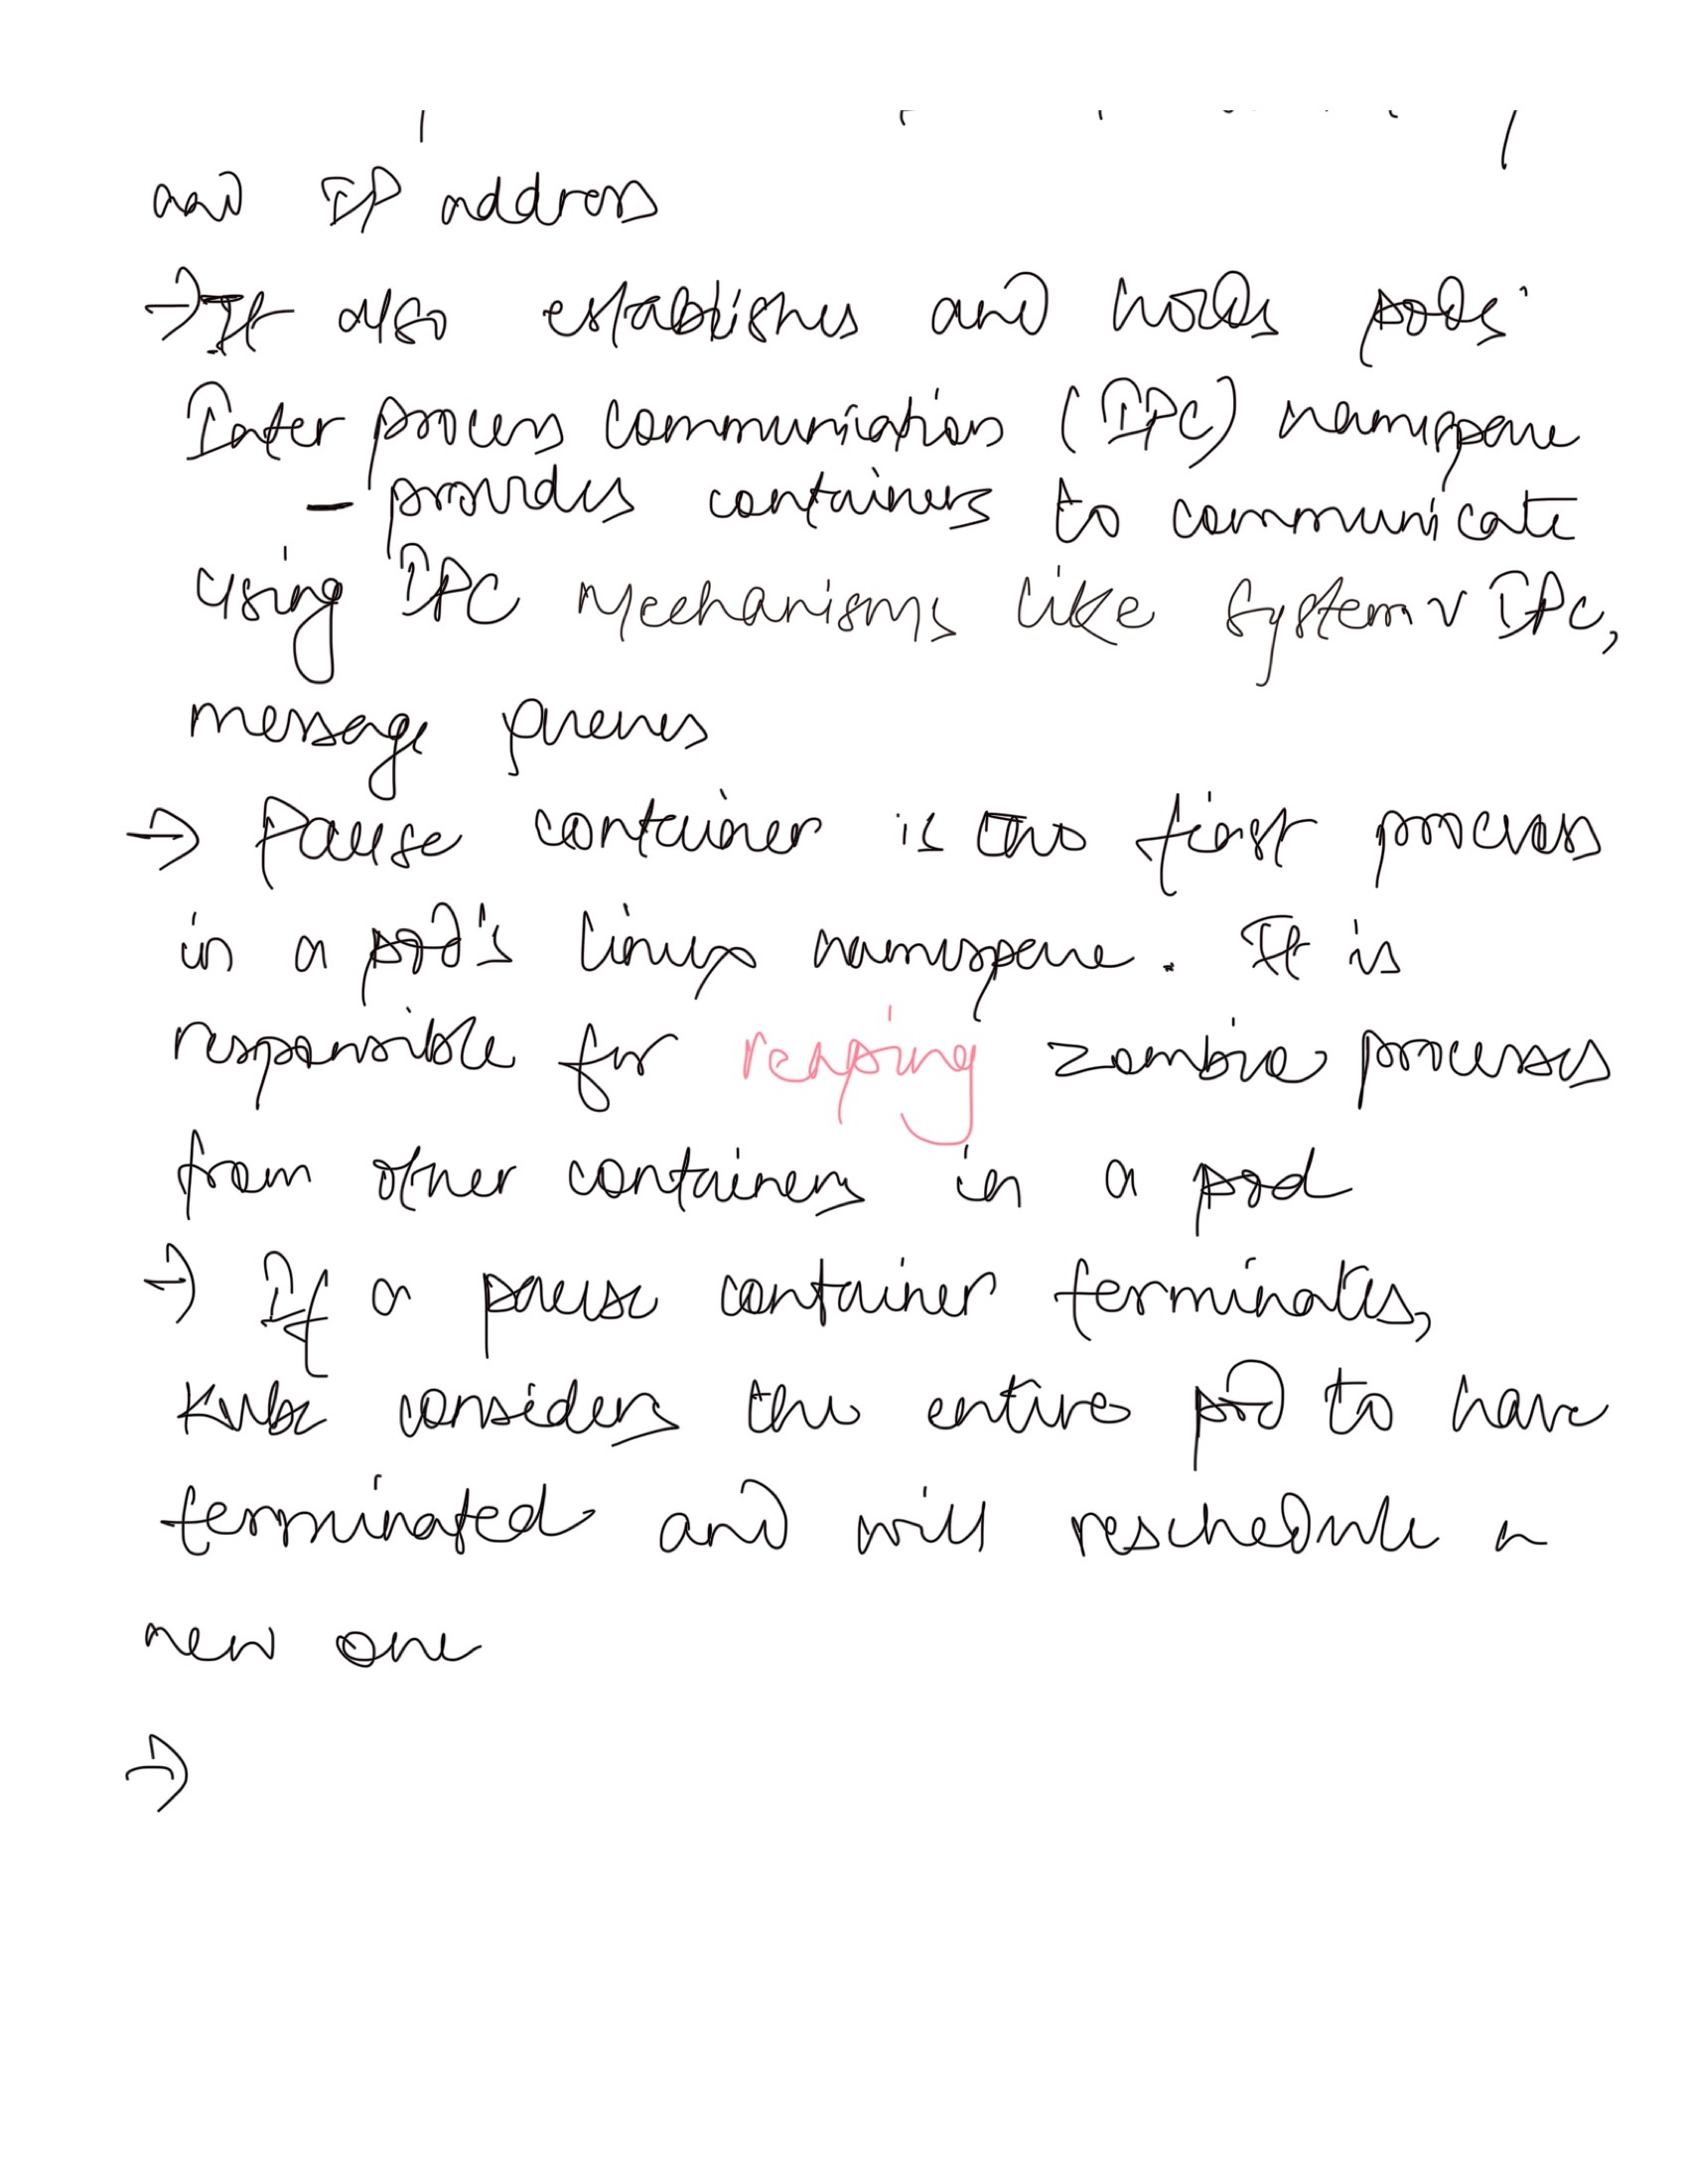 and IP address
→ It also establishes and holds pods'
Inter process communication (IPC) namespace
- provides containers to communicate
using IPC Mechanisms like System V IPC,
message queues
→ Pause container is the first process
in a pod's linux namespace. It is
responsible for reaping zombie processes
from other containers in a pod
→ If a pause container terminates,
Kube considers the entire pod to have
terminated and will reschedule a
new one
→